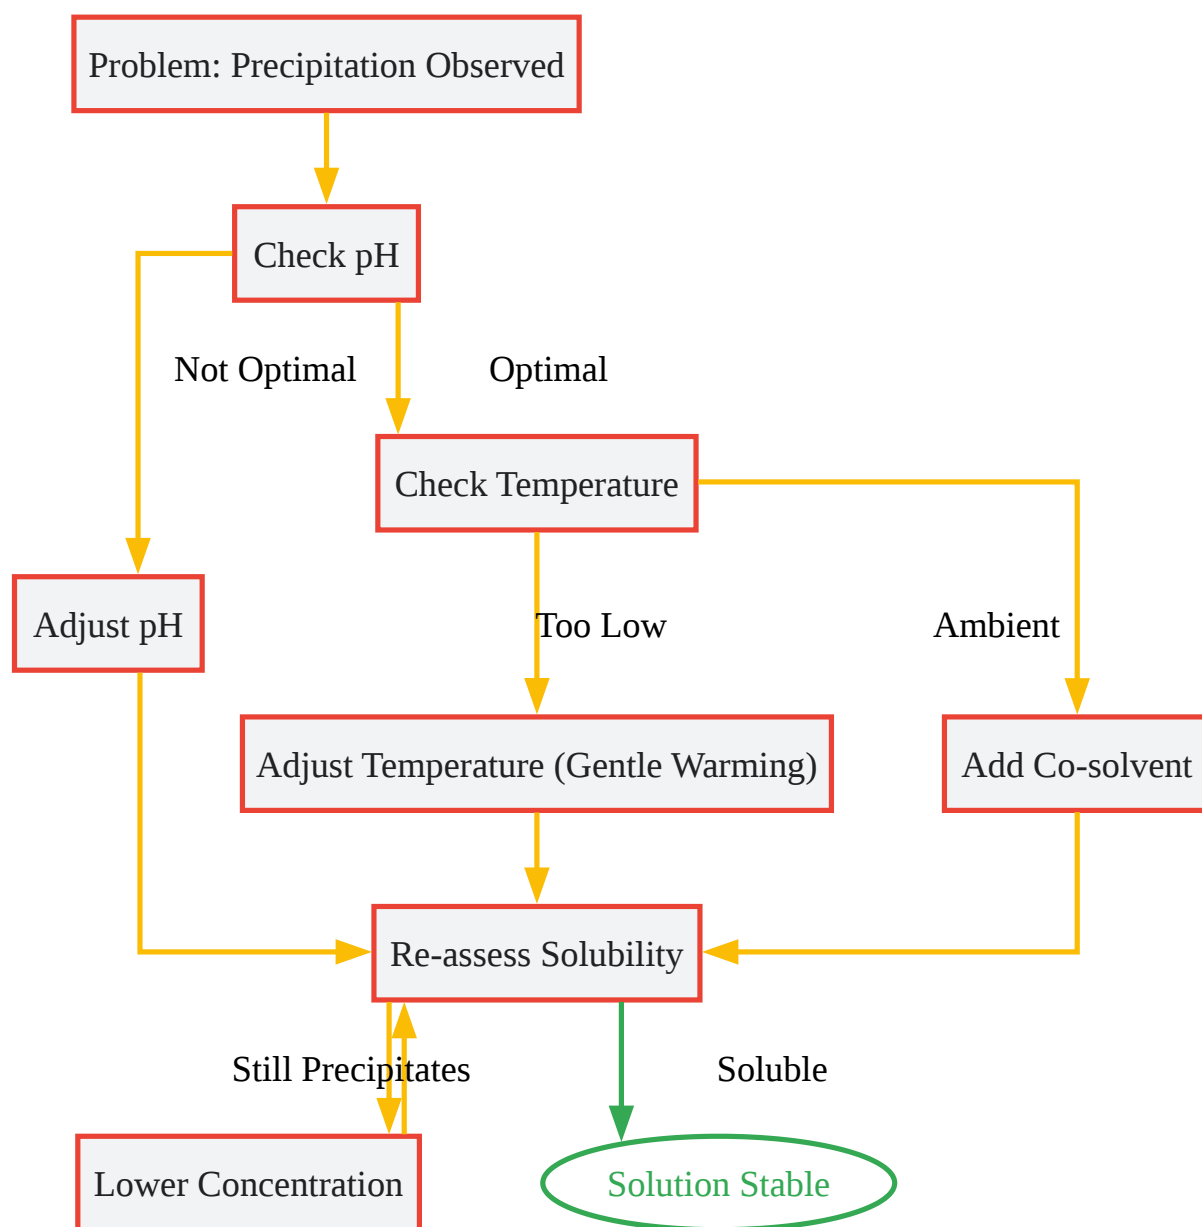 Problem: Precipitation Observed
Check pH
Not Optimal
Optimal
Check Temperature
Adjust pH
Too Low
Ambient
Adjust Temperature (Gentle Warming)
Add Co-solvent
Re-assess Solubility
Still Precipitates
Soluble
Lower Concentration
Solution Stable